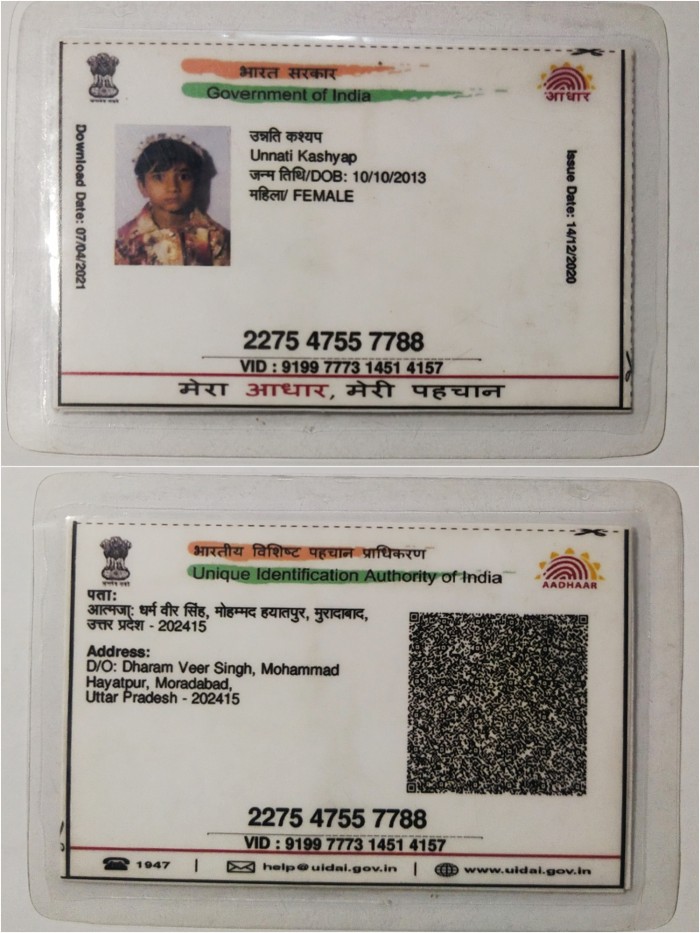 भारत सरकार
Government of India
आधार
Download Date: 07/04/2021
उन्नति कश्यप
Unnati Kashyap
जन्म तिथि/DOB: 10/10/2013
महिला/ FEMALE
Issue Date: 14/12/2020
2275 4755 7788
VID : 9199 7773 1451 4157
मेरा आधार, मेरी पहचान
भारतीय विशिष्ट पहचान प्राधिकरण
Unique Identification Authority of India
AADHAAR
पता:
आत्मजा: धर्म वीर सिंह, मोहम्मद हयातपुर, मुरादाबाद,
उत्तर प्रदेश - 202415
Address:
D/O: Dharam Veer Singh, Mohammad
Hayatpur, Moradabad,
Uttar Pradesh - 202415
2275 4755 7788
VID : 9199 7773 1451 4157
1947 | help@uidai.gov.in | www.uidai.gov.in